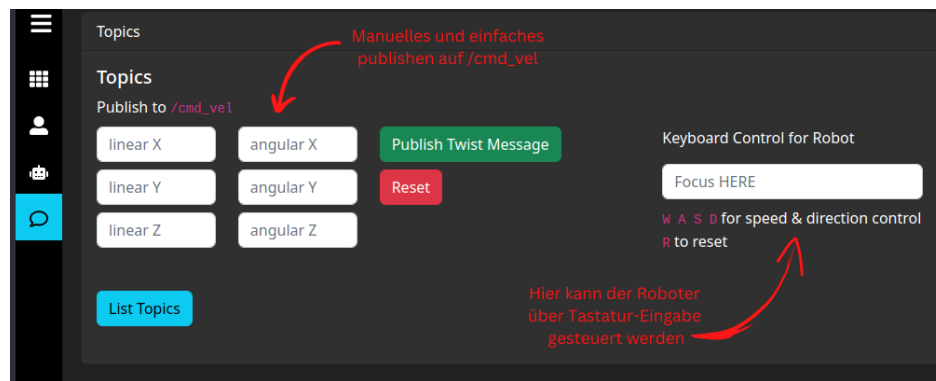 Topics
Manuelles und einfaches
publishen auf /cmd_vel
Topics
Publish to /cmd_vel
linear X
angular X
Publish Twist Message
linear Y
angular Y
Reset
linear Z
angular Z
Keyboard Control for Robot
Focus HERE
W A S D for speed & direction control
R to reset
List Topics
Hier kann der Roboter
über Tastatur-Eingabe
gesteuert werden